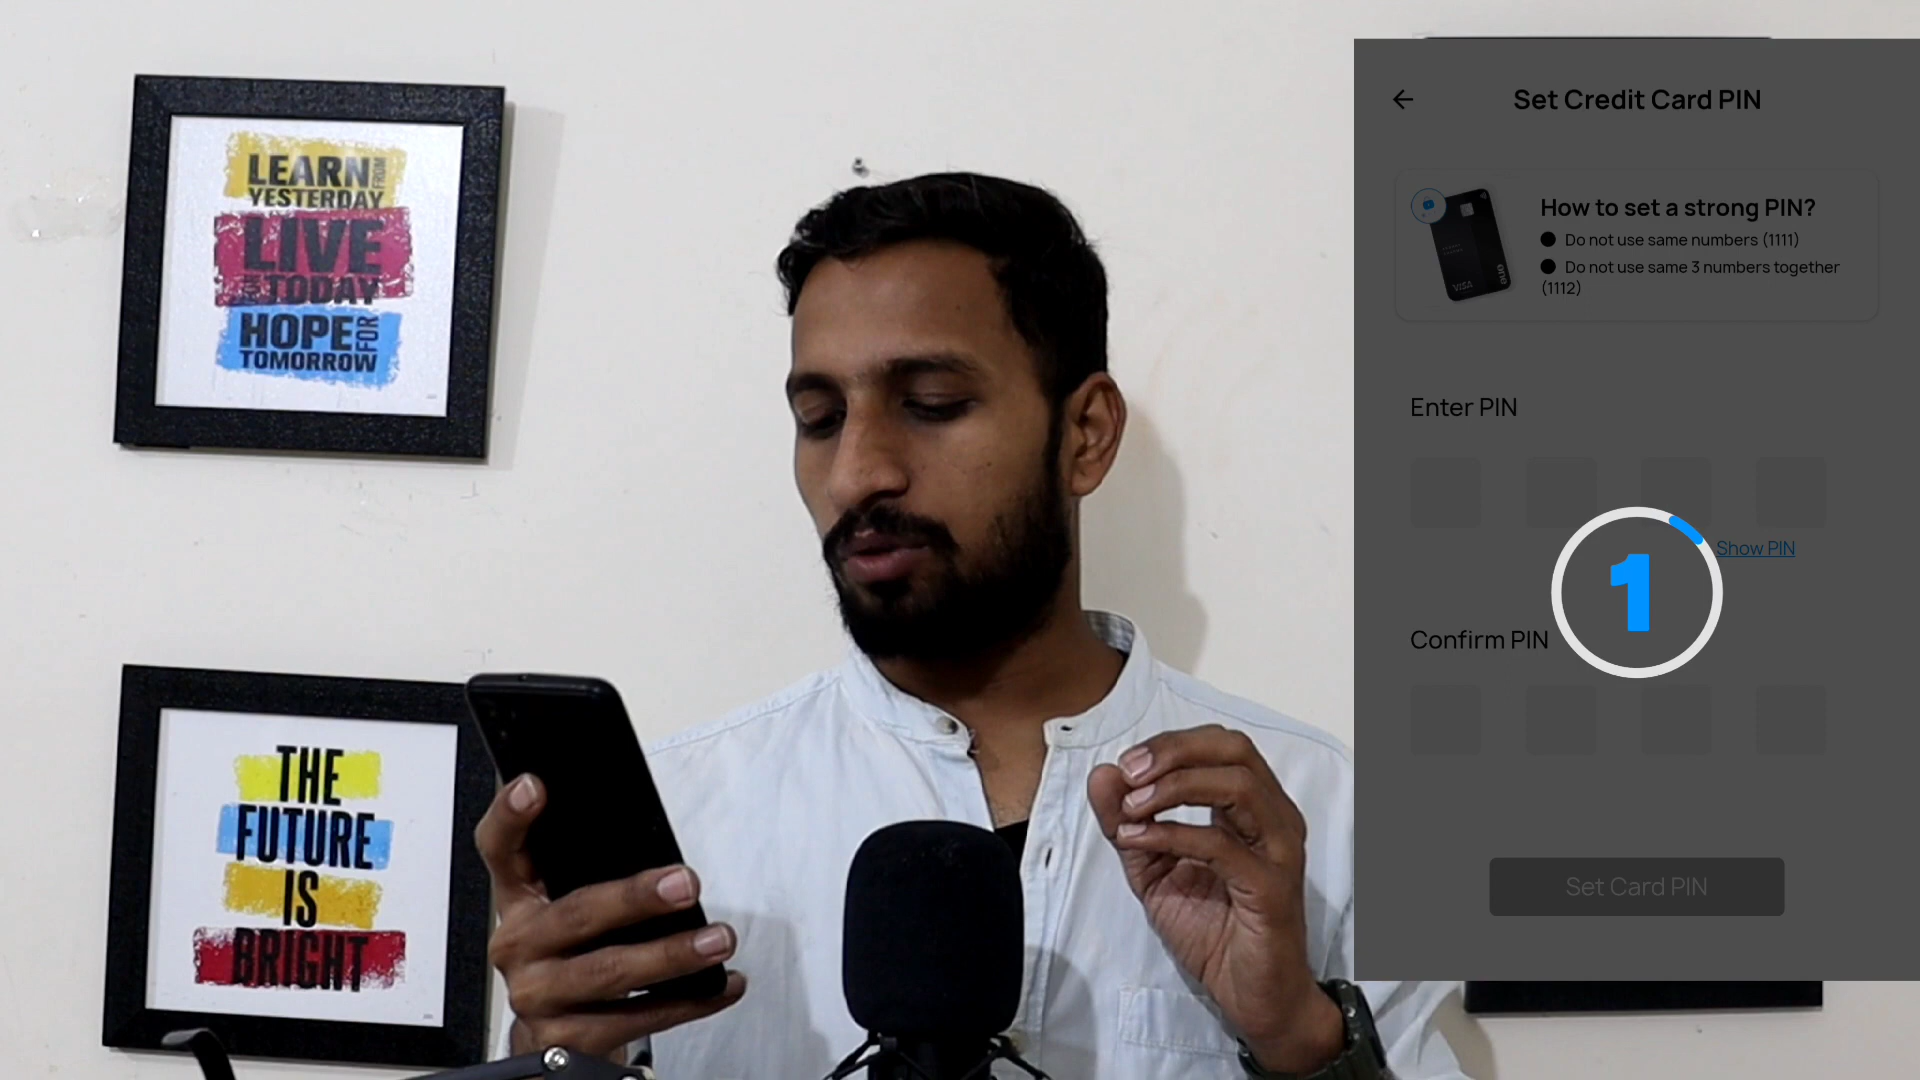 LEARN FROM
YESTERDAY
LIVE
TODAY
HOPE FOR
TOMORROW
THE
FUTURE
IS
BRIGHT
Set Credit Card PIN
How to set a strong PIN?
Do not use same numbers (1111)
Do not use same 3 numbers together
(1112)
VISA
one
Enter PIN
Show PIN
1
Confirm PIN
Set Card PIN